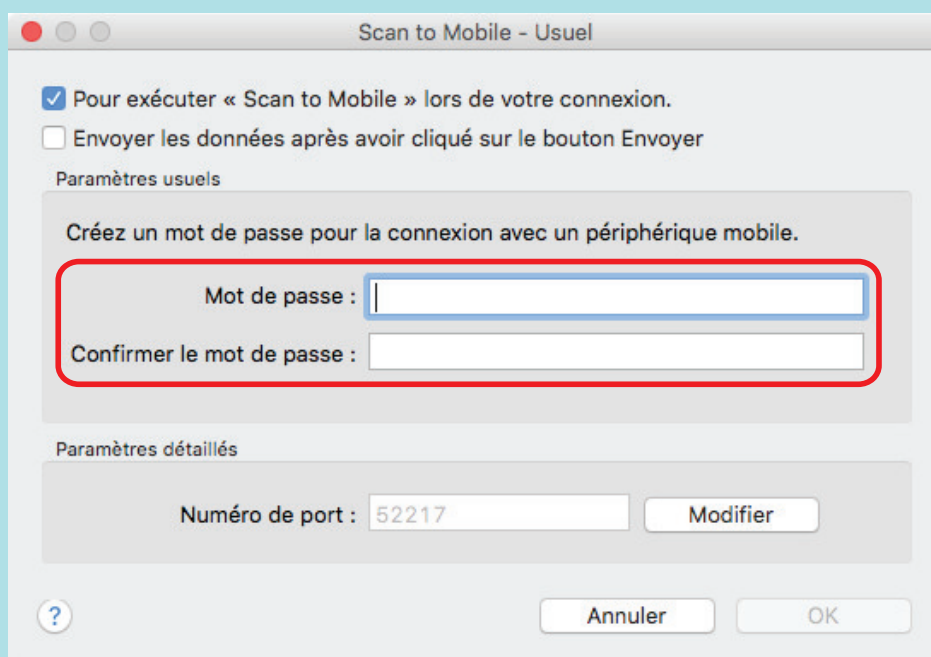 Scan to Mobile - Usuel
Pour exécuter « Scan to Mobile » lors de votre connexion.
Envoyer les données après avoir cliqué sur le bouton Envoyer
Paramètres usuels
Créez un mot de passe pour la connexion avec un périphérique mobile.
Mot de passe :
Confirmer le mot de passe :
Paramètres détaillés
Numéro de port : 52217 Modifier
? Annuler OK